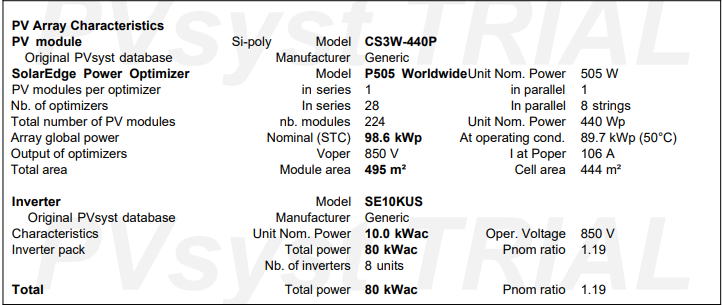 PVsyst TRIAL
PV Array Characteristics
PV module Si-poly Model CS3W-440P
Original PVsyst database Manufacturer Generic
SolarEdge Power Optimizer Model P505 Worldwide Unit Nom. Power 505 W
PV modules per optimizer in series 1 in parallel 1
Nb. of optimizers In series 28 In parallel 8 strings
Total number of PV modules nb. modules 224 Unit Nom. Power 440 Wp
Array global power Nominal (STC) 98.6 kWp At operating cond. 89.7 kWp (50°C)
Output of optimizers Voper 850 V I at Poper 106 A
Total area Module area 495 m² Cell area 444 m²
Inverter Model SE10KUS
Original PVsyst database Manufacturer Generic
Characteristics Unit Nom. Power 10.0 kWac Oper. Voltage 850 V
Inverter pack Total power 80 kWac Pnom ratio 1.19
Nb. of inverters 8 units
Total Total power 80 kWac Pnom ratio 1.19
PVsyst TRIAL